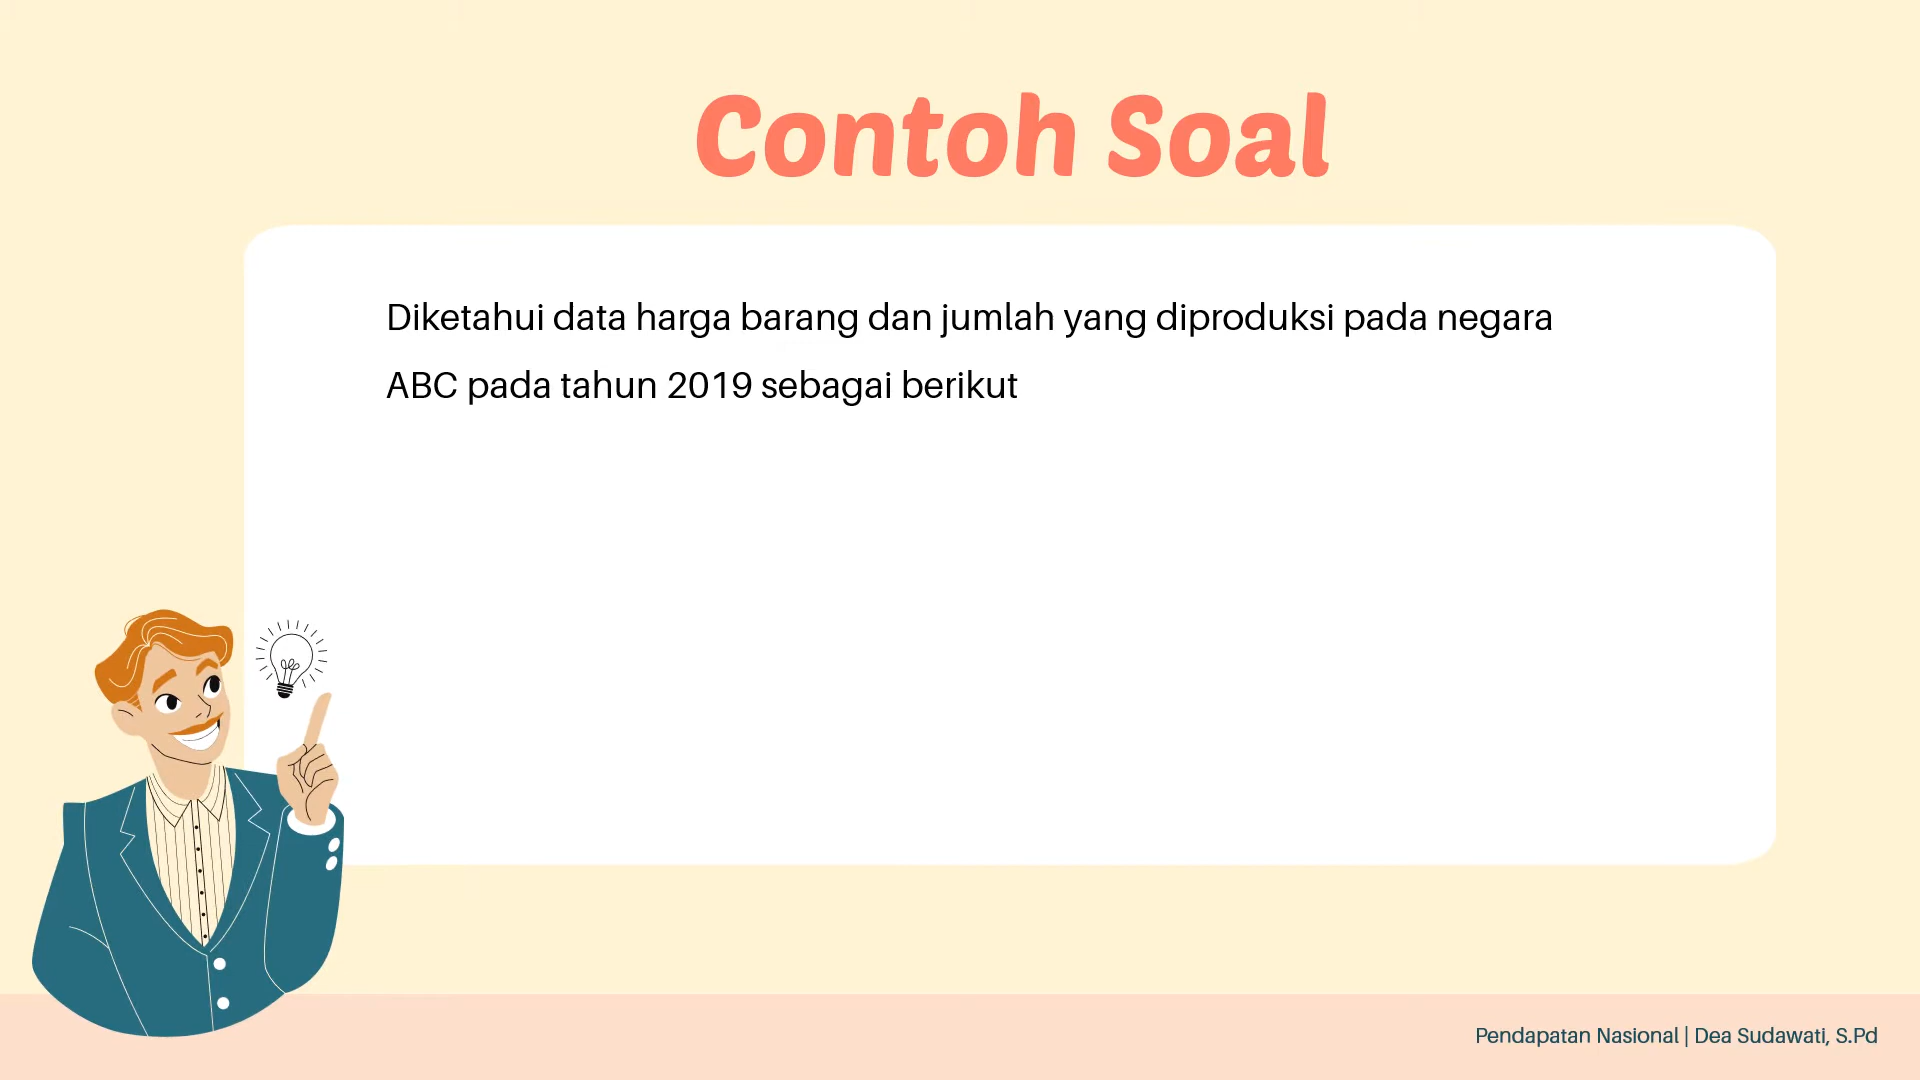 Contoh Soal
Diketahui data harga barang dan jumlah yang diproduksi pada negara
ABC pada tahun 2019 sebagai berikut
Pendapatan Nasional | Dea Sudawati, S.Pd